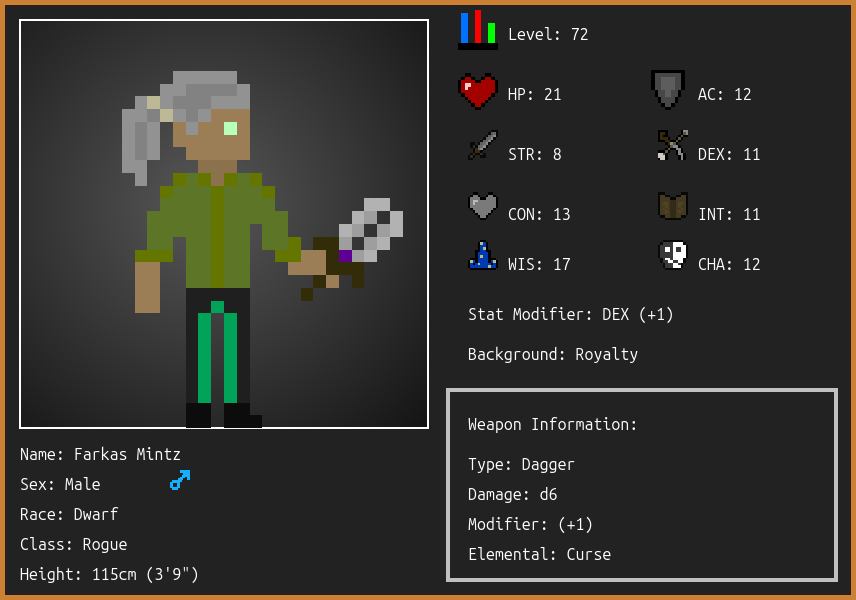 Level: 72
HP: 21
AC: 12
STR: 8
DEX: 11
CON: 13
INT: 11
WIS: 17
CHA: 12
Stat Modifier: DEX (+1)
Background: Royalty
Weapon Information:
Type: Dagger
Damage: d6
Modifier: (+1)
Elemental: Curse
Name: Farkas Mintz
Sex: Male
Race: Dwarf
Class: Rogue
Height: 115cm (3'9")